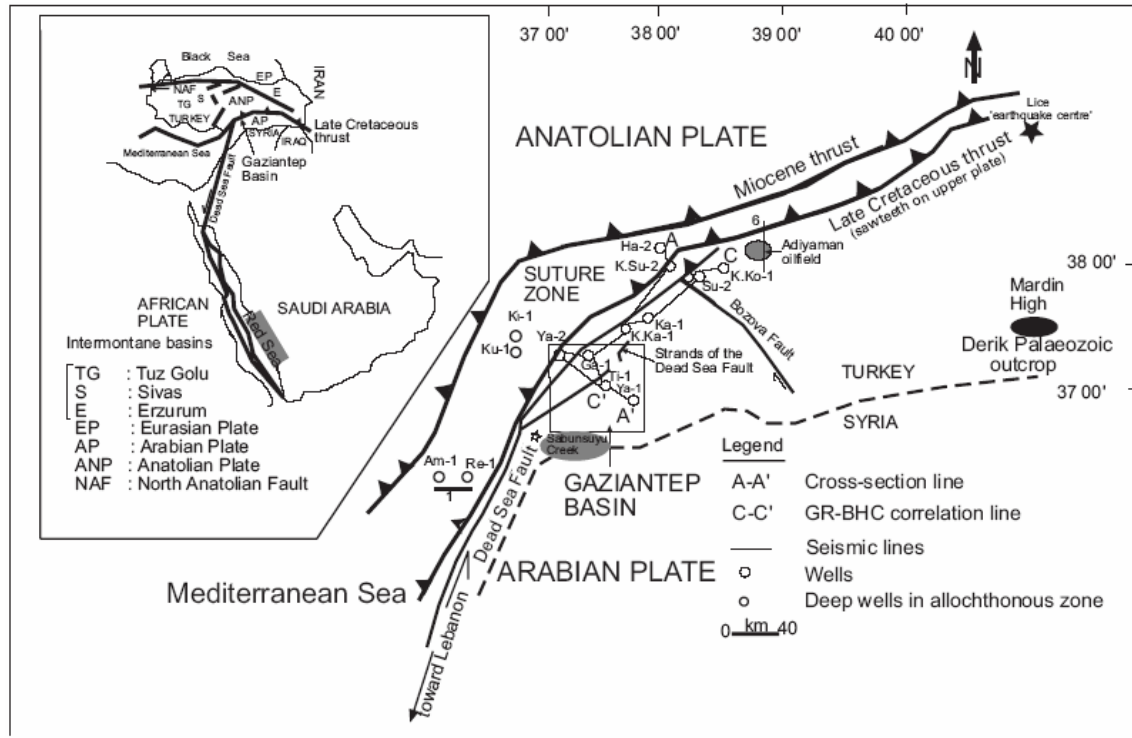 37 00'
38 00'
39 00'
40 00'
Black Sea
EP
IRAN
NAF
E
TG
S
ANP
TURKEY
AP
SYRIA
IRAQ
Late Cretaceous
thrust
Mediterranean Sea
Gaziantep
Basin
Dead Sea Fault
AFRICAN
PLATE
SAUDI ARABIA
Red Sea
Intermontane basins
TG : Tuz Golu
S : Sivas
E : Erzurum
EP : Eurasian Plate
AP : Arabian Plate
ANP : Anatolian Plate
NAF : North Anatolian Fault
N
Lice
'earthquake centre'
ANATOLIAN PLATE
Miocene thrust
Late Cretaceous thrust
(sawteeth on upper plate)
6
Ha-2
A
K.Su-2
C
K.Ko-1
Su-2
Adiyaman
oilfield
SUTURE
ZONE
38 00'
Mardin
High
Derik Palaeozoic
outcrop
Ki-1
Ku-1
Ya-2
Ka-1
K.Ka-1
Bozova Fault
Strands of the
Dead Sea Fault
Ga-1
Ti-1
Ya-1
C'
A'
TURKEY
37 00'
SYRIA
Sabunsuyu
Creek
Am-1
Re-1
1
GAZIANTEP
BASIN
Dead Sea Fault
ARABIAN PLATE
Mediterranean Sea
toward Lebanon
Legend
A-A' Cross-section line
C-C' GR-BHC correlation line
Seismic lines
Wells
Deep wells in allochthonous zone
0 km 40